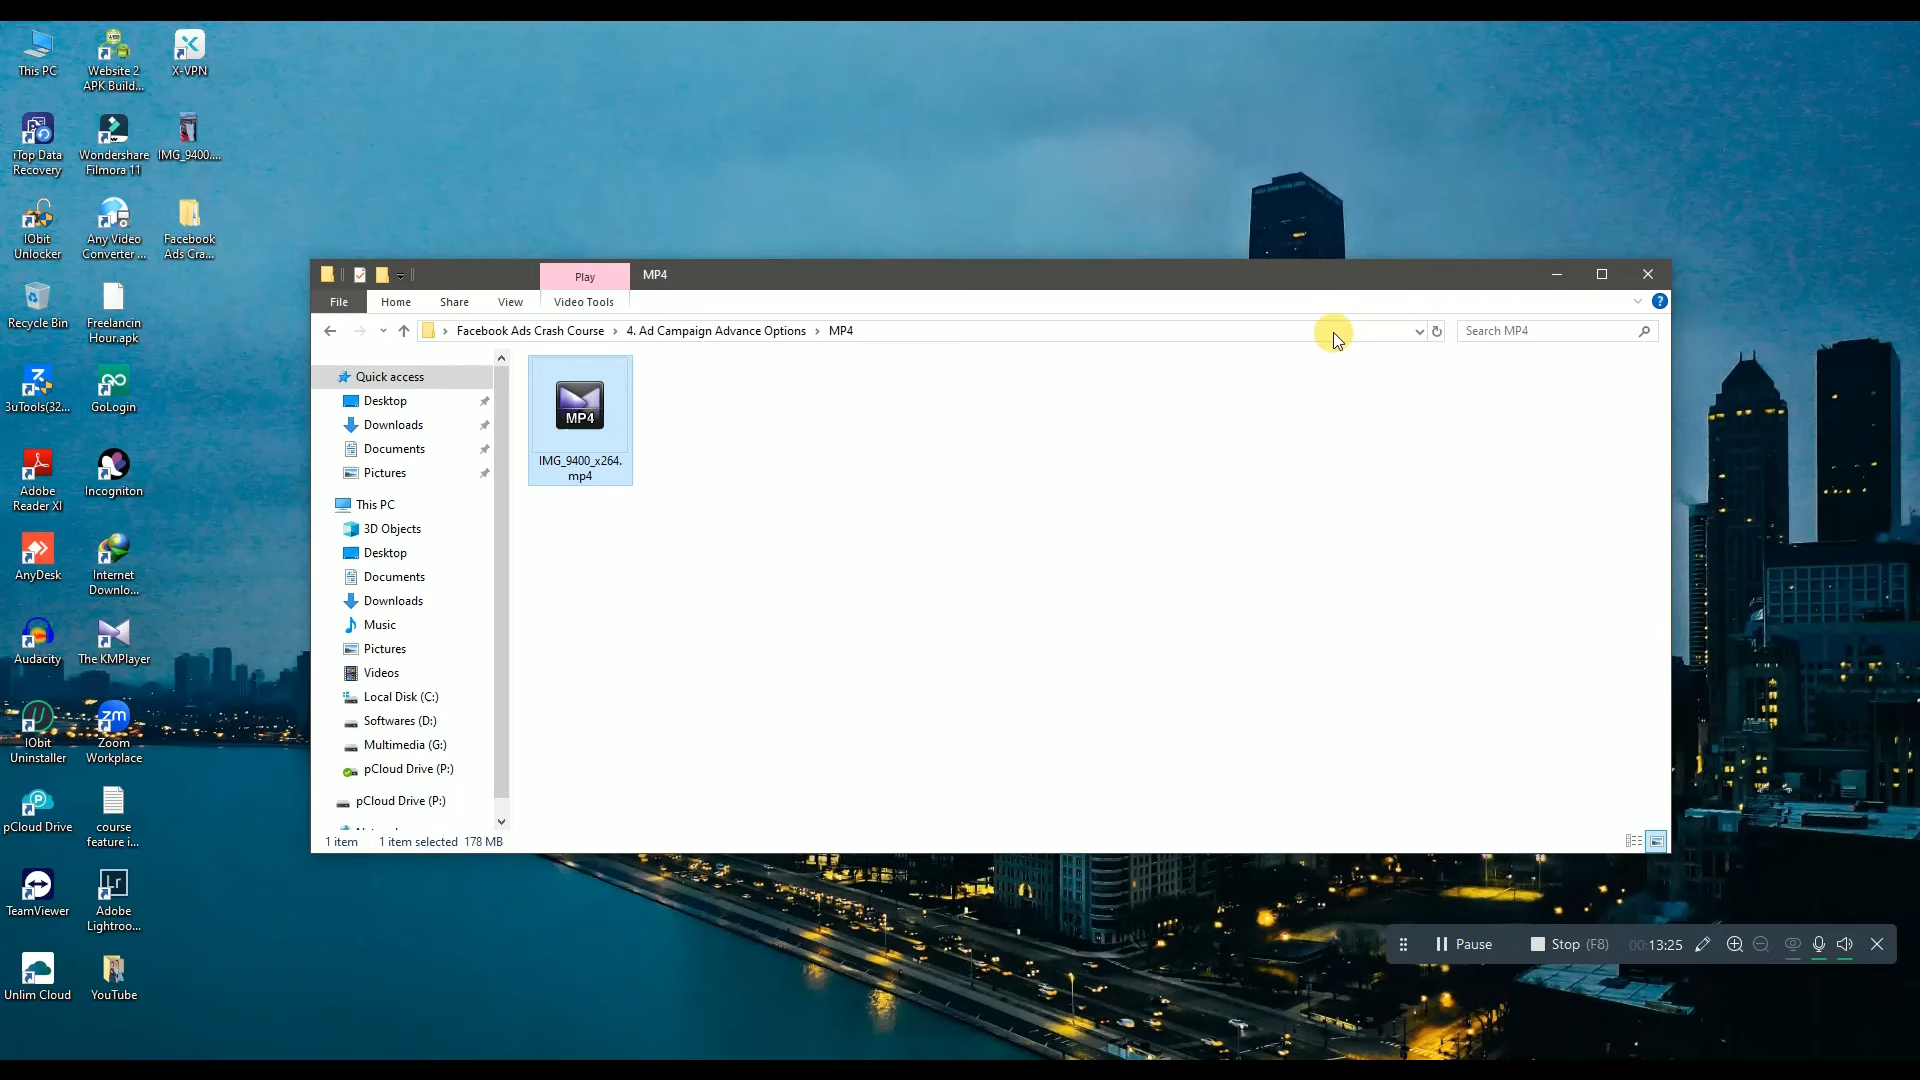 This PC
Website 2
APK Build...
X-VPN
iTop Data
Recovery
Wondershare
Filmora 11
IMG_9400....
IObit
Unlocker
Any Video
Converter ...
Facebook
Ads Cra...
Recycle Bin
Freelancin
Hour.apk
3uTools(32...
GoLogin
Adobe
Reader XI
Incogniton
AnyDesk
Internet
Downlo...
Audacity
The KMPlayer
IObit
Uninstaller
zm
Zoom
Workplace
pCloud Drive
course
feature i...
TeamViewer
Lr
Adobe
Lightroo...
Unlim Cloud
YouTube
Play
MP4
File
Home
Share
View
Video Tools
Facebook Ads Crash Course
4. Ad Campaign Advance Options
MP4
Search MP4
Quick access
Desktop
Downloads
Documents
Pictures
This PC
3D Objects
Desktop
Documents
Downloads
Music
Pictures
Videos
Local Disk (C:)
Softwares (D:)
Multimedia (G:)
pCloud Drive (P:)
pCloud Drive (P:)
MP4
IMG_9400_x264.
mp4
1 item
1 item selected 178 MB
Pause
Stop (F8)
00:13:25